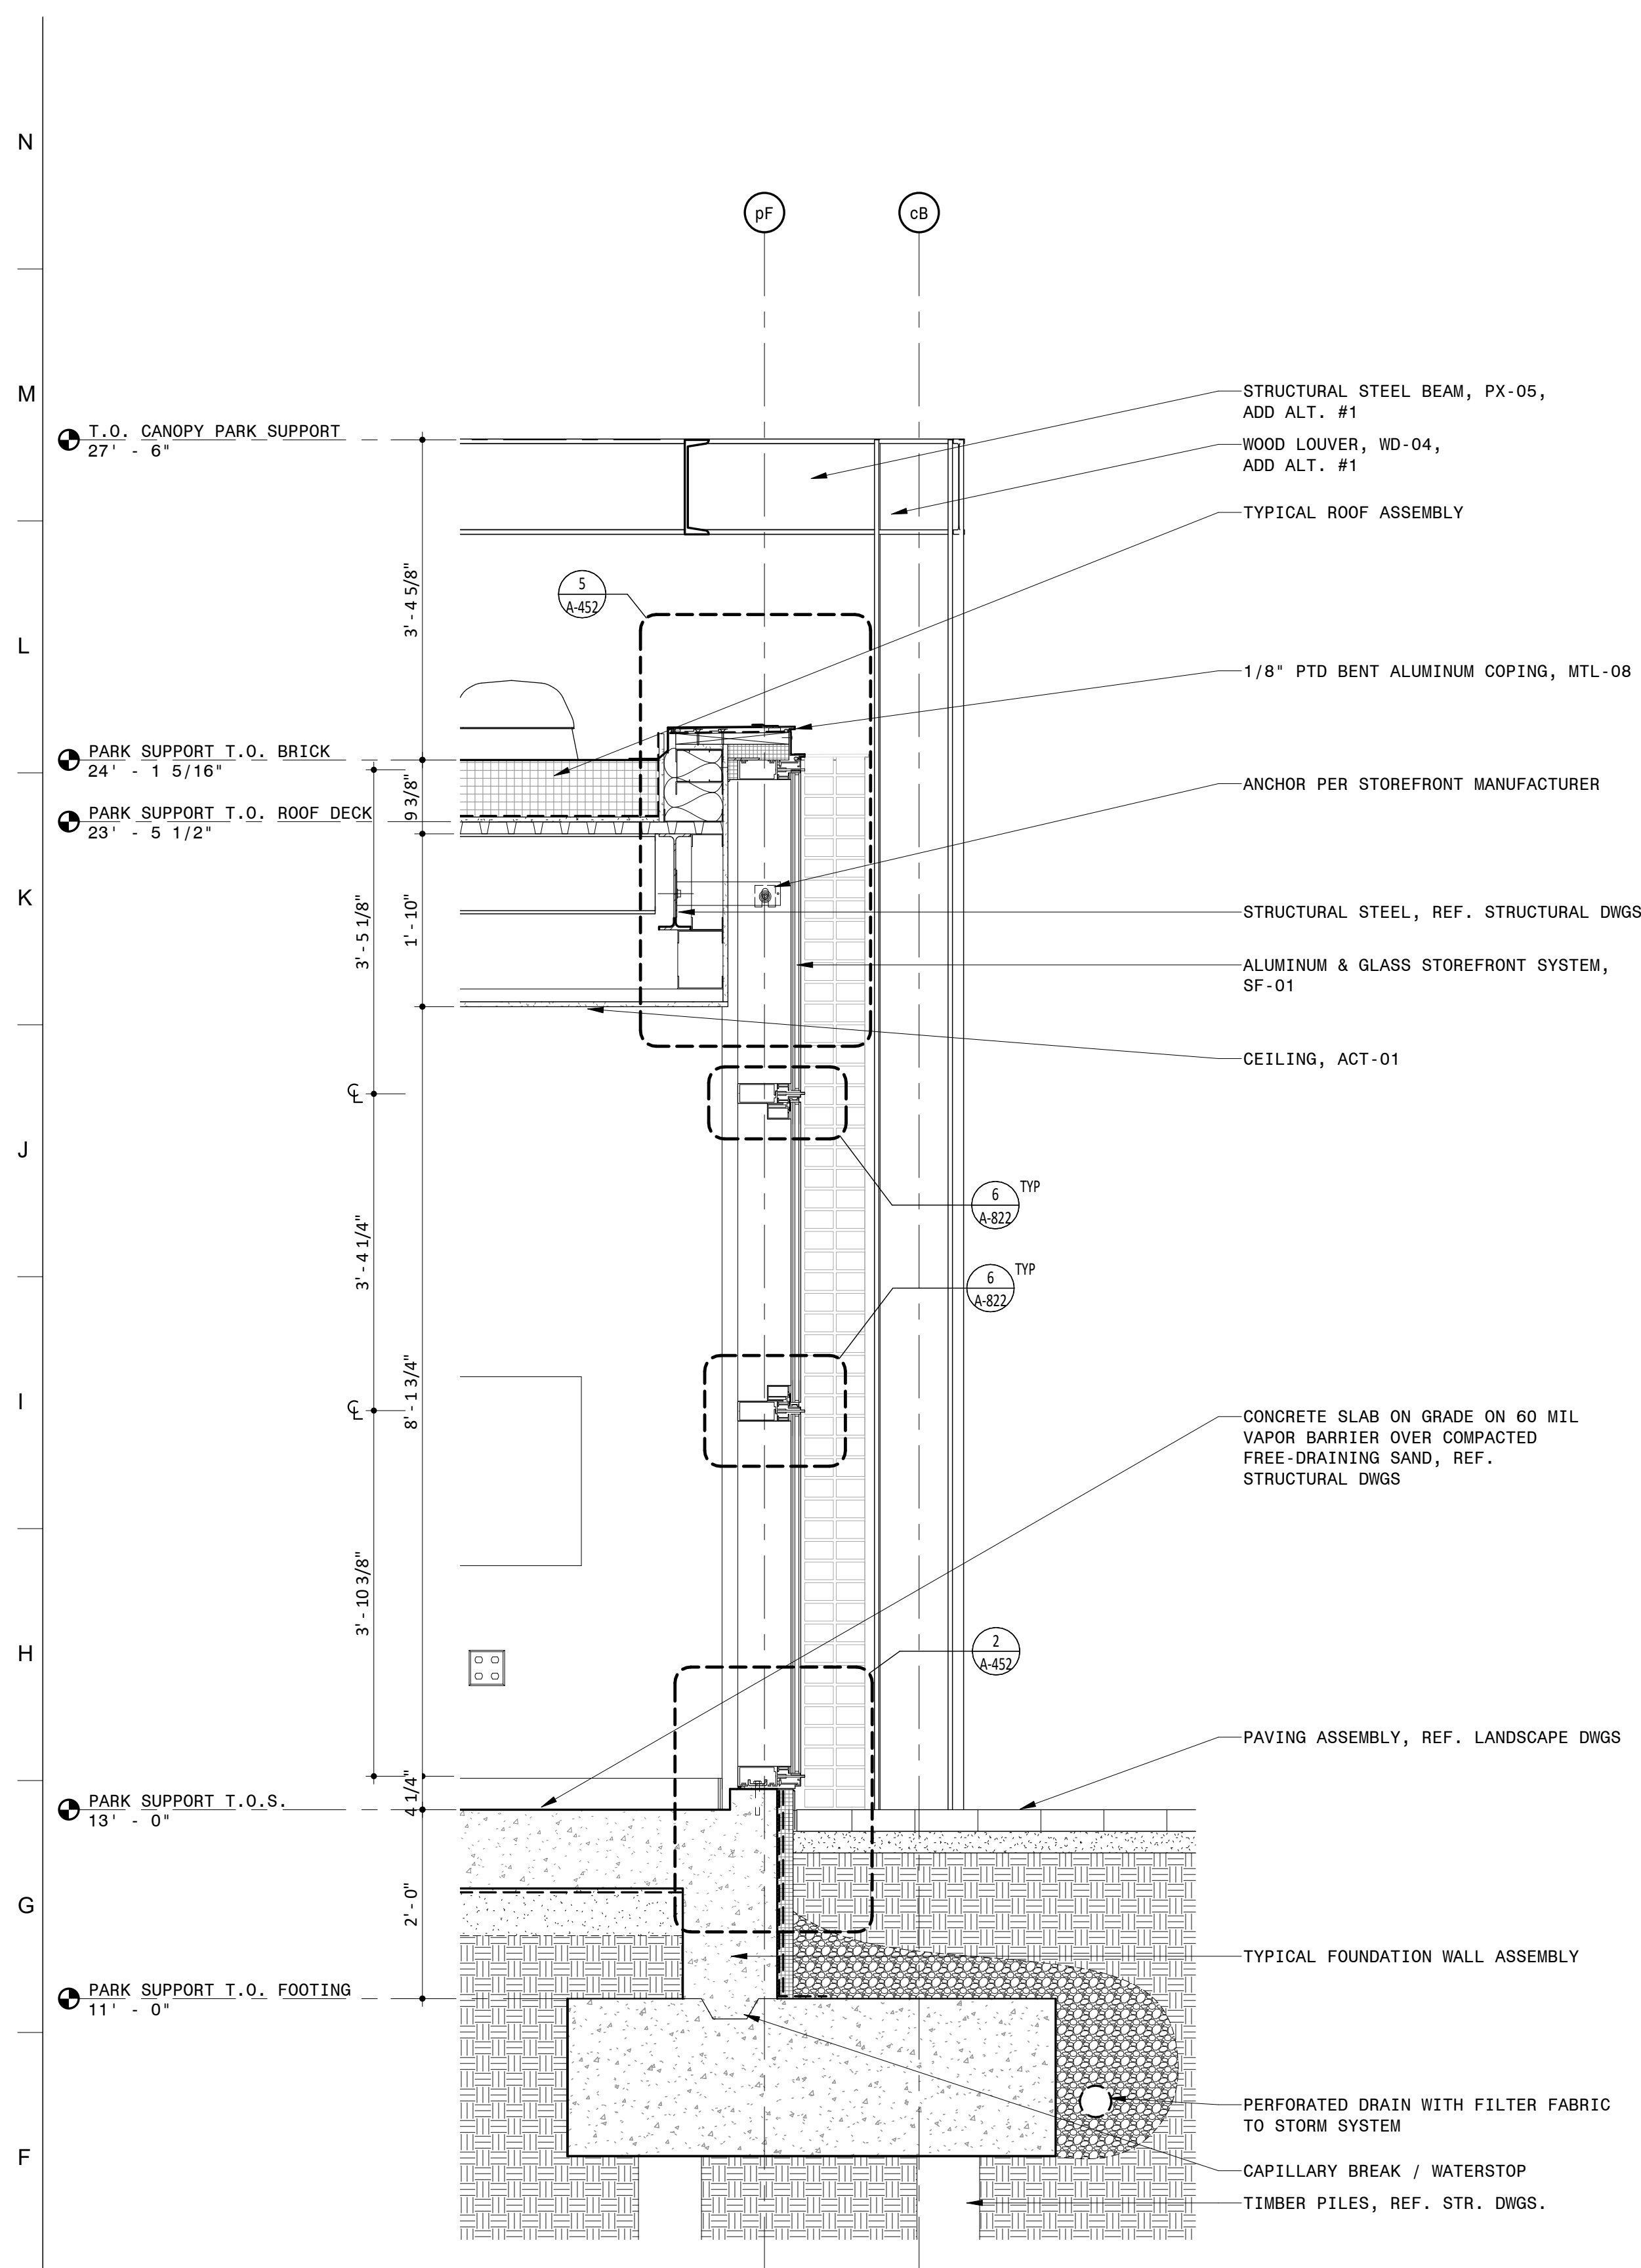 N
pF
cB
M
STRUCTURAL STEEL BEAM, PX-05,
ADD ALT. #1
T.O. CANOPY PARK SUPPORT
27' - 6"
WOOD LOUVER, WD-04,
ADD ALT. #1
TYPICAL ROOF ASSEMBLY
3' - 4 5/8"
5
A-452
L
1/8" PTD BENT ALUMINUM COPING, MTL-08
PARK SUPPORT T.O. BRICK
24' - 1 5/16"
ANCHOR PER STOREFRONT MANUFACTURER
9 3/8"
PARK SUPPORT T.O. ROOF DECK
23' - 5 1/2"
K
3' - 5 1/8"
1' - 10"
STRUCTURAL STEEL, REF. STRUCTURAL DWGS
ALUMINUM & GLASS STOREFRONT SYSTEM,
SF-01
CEILING, ACT-01
CL
J
6
A-822
TYP
3' - 4 1/4"
6
A-822
TYP
8' - 1 3/4"
I
CL
CONCRETE SLAB ON GRADE ON 60 MIL
VAPOR BARRIER OVER COMPACTED
FREE-DRAINING SAND, REF.
STRUCTURAL DWGS
3' - 10 3/8"
H
2
A-452
PAVING ASSEMBLY, REF. LANDSCAPE DWGS
4 1/4"
PARK SUPPORT T.O.S.
13' - 0"
G
2' - 0"
TYPICAL FOUNDATION WALL ASSEMBLY
PARK SUPPORT T.O. FOOTING
11' - 0"
PERFORATED DRAIN WITH FILTER FABRIC
TO STORM SYSTEM
F
CAPILLARY BREAK / WATERSTOP
TIMBER PILES, REF. STR. DWGS.